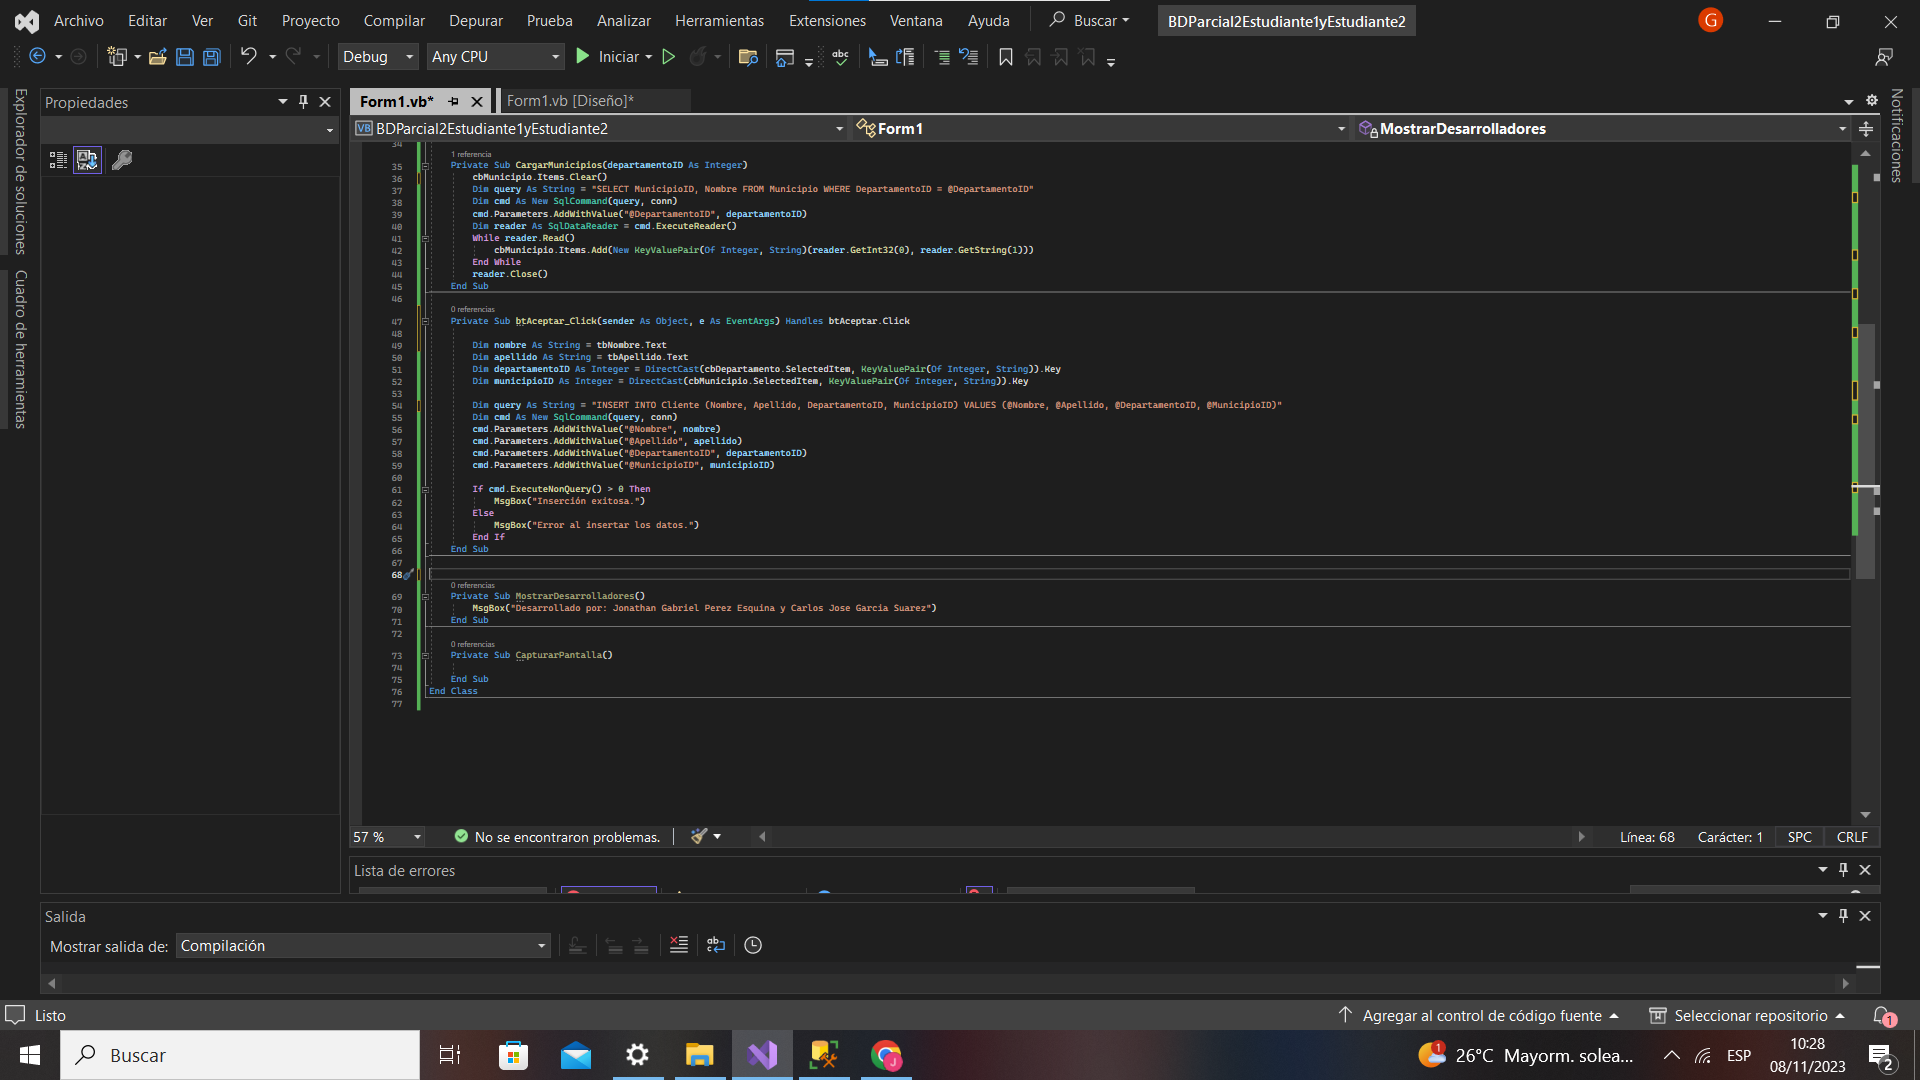 Archivo Editar Ver Git Proyecto Compilar Depurar Prueba Analizar Herramientas Extensiones Ventana Ayuda Buscar BDParcial2Estudiante1yEstudiante2 G
Debug Any CPU Iniciar
Explorador de soluciones
Cuadro de herramientas
Propiedades
Form1.vb* Form1.vb [Diseño]*
Notificaciones
VB BDParcial2Estudiante1yEstudiante2 Form1 MostrarDesarrolladores
34
1 referencia
35 Private Sub CargarMunicipios(departamentoID As Integer)
36 cbMunicipio.Items.Clear()
37 Dim query As String = "SELECT MunicipioID, Nombre FROM Municipio WHERE DepartamentoID = @DepartamentoID"
38 Dim cmd As New SqlCommand(query, conn)
39 cmd.Parameters.AddWithValue("@DepartamentoID", departamentoID)
40 Dim reader As SqlDataReader = cmd.ExecuteReader()
41 While reader.Read()
42 cbMunicipio.Items.Add(New KeyValuePair(Of Integer, String)(reader.GetInt32(0), reader.GetString(1)))
43 End While
44 reader.Close()
45 End Sub
46
0 referencias
47 Private Sub btAceptar_Click(sender As Object, e As EventArgs) Handles btAceptar.Click
48
49 Dim nombre As String = tbNombre.Text
50 Dim apellido As String = tbApellido.Text
51 Dim departamentoID As Integer = DirectCast(cbDepartamento.SelectedItem, KeyValuePair(Of Integer, String)).Key
52 Dim municipioID As Integer = DirectCast(cbMunicipio.SelectedItem, KeyValuePair(Of Integer, String)).Key
53
54 Dim query As String = "INSERT INTO Cliente (Nombre, Apellido, DepartamentoID, MunicipioID) VALUES (@Nombre, @Apellido, @DepartamentoID, @MunicipioID)"
55 Dim cmd As New SqlCommand(query, conn)
56 cmd.Parameters.AddWithValue("@Nombre", nombre)
57 cmd.Parameters.AddWithValue("@Apellido", apellido)
58 cmd.Parameters.AddWithValue("@DepartamentoID", departamentoID)
59 cmd.Parameters.AddWithValue("@MunicipioID", municipioID)
60
61 If cmd.ExecuteNonQuery() > 0 Then
62 MsgBox("Inserción exitosa.")
63 Else
64 MsgBox("Error al insertar los datos.")
65 End If
66 End Sub
67
68
0 referencias
69 Private Sub MostrarDesarrolladores()
70 MsgBox("Desarrollado por: Jonathan Gabriel Perez Esquina y Carlos Jose Garcia Suarez")
71 End Sub
72
0 referencias
73 Private Sub CapturarPantalla()
74
75 End Sub
76 End Class
77
57 % No se encontraron problemas. Línea: 68 Carácter: 1 SPC CRLF
Lista de errores
Salida
Mostrar salida de: Compilación
Listo Agregar al control de código fuente Seleccionar repositorio 1
Buscar 1 26°C Mayorm. solea... ESP 10:28
08/11/2023 2